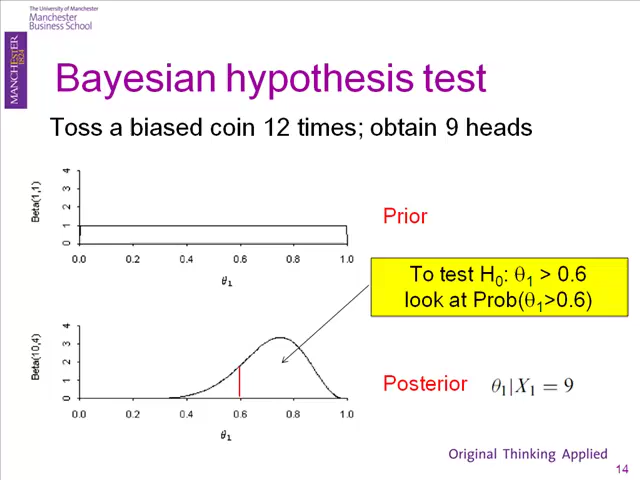 The University of Manchester
Manchester
Business School
MANCHESTER
1824
Bayesian hypothesis test
Toss a biased coin 12 times; obtain 9 heads
Beta(1,1)
4
3
2
1
0
0.0 0.2 0.4 0.6 0.8 1.0
θ₁
Prior
To test H₀: θ₁ > 0.6
look at Prob(θ₁>0.6)
Beta(10,4)
4
3
2
1
0
0.0 0.2 0.4 0.6 0.8 1.0
θ₁
Posterior θ₁|X₁ = 9
Original Thinking Applied
14